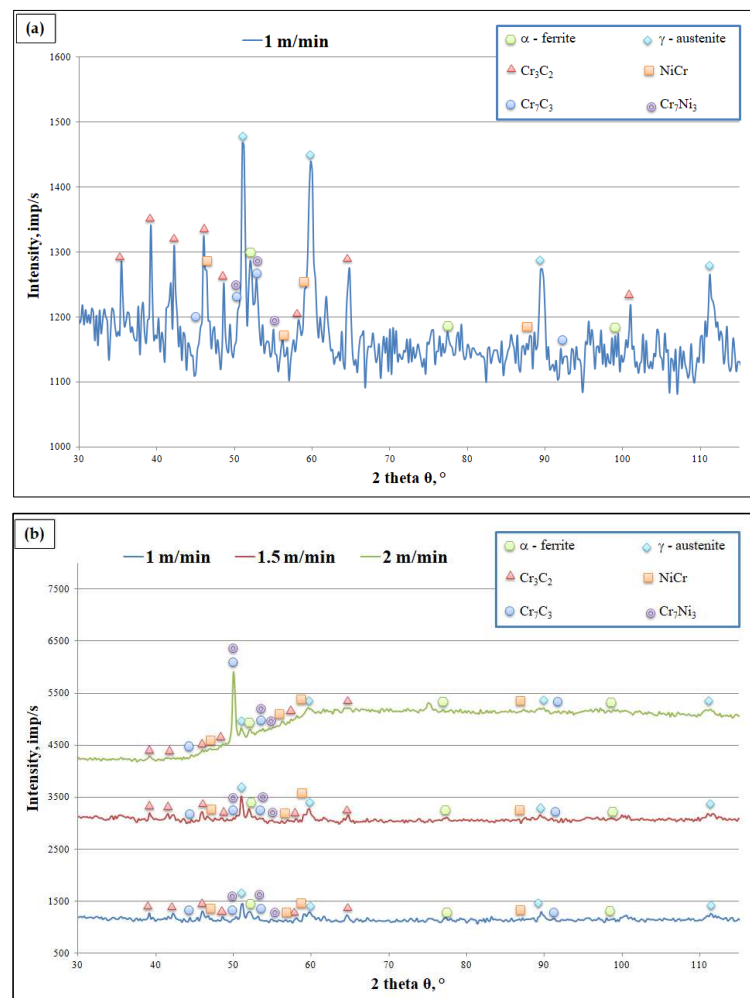 (a)
1 m/min
α - ferrite
γ - austenite
Cr3C2
NiCr
Cr7C3
Cr7Ni3
Intensity, imp/s
1600
1500
1400
1300
1200
1100
1000
30 40 50 60 70 80 90 100 110
2 theta θ, °
(b)
1 m/min 1.5 m/min 2 m/min
α - ferrite
γ - austenite
Cr3C2
NiCr
Cr7C3
Cr7Ni3
Intensity, imp/s
7500
6500
5500
4500
3500
1500
500
30 40 50 60 70 80 90 100 110
2 theta θ, °